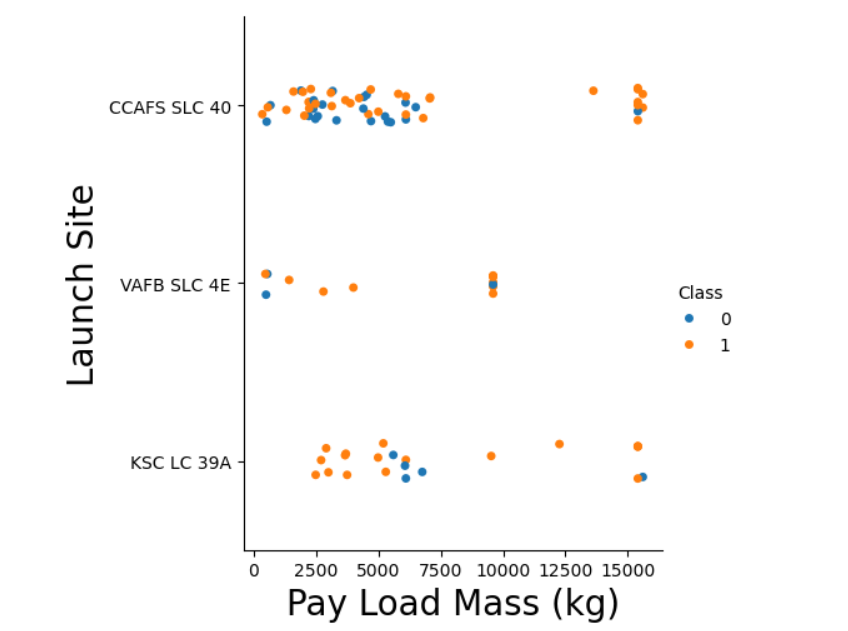 CCAFS SLC 40
VAFB SLC 4E
KSC LC 39A
Launch Site
0 2500 5000 7500 10000 12500 15000
Pay Load Mass (kg)
Class
0
1